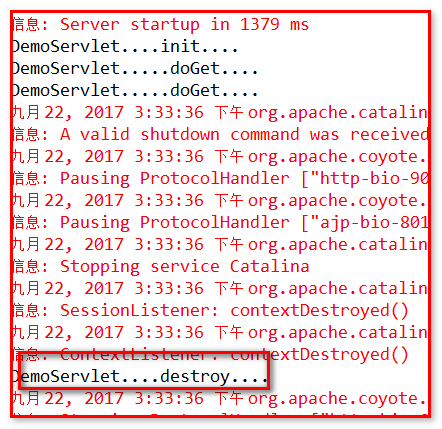 信息: Server startup in 1379 ms
DemoServlet....init....
DemoServlet.....doGet....
DemoServlet.....doGet....
九月 22, 2017 3:33:36 下午 org.apache.catalin
信息: A valid shutdown command was received
九月 22, 2017 3:33:36 下午 org.apache.coyote.
信息: Pausing ProtocolHandler ["http-bio-90
九月 22, 2017 3:33:36 下午 org.apache.coyote.
信息: Pausing ProtocolHandler ["ajp-bio-801
九月 22, 2017 3:33:36 下午 org.apache.catalin
信息: Stopping service Catalina
九月 22, 2017 3:33:36 下午 org.apache.catalin
信息: SessionListener: contextDestroyed()
九月 22, 2017 3:33:36 下午 org.apache.catalin
信息: ContextListener: contextDestroyed()
DemoServlet....destroy....
九月 22, 2017 3:33:36 下午 org.apache.coyote.